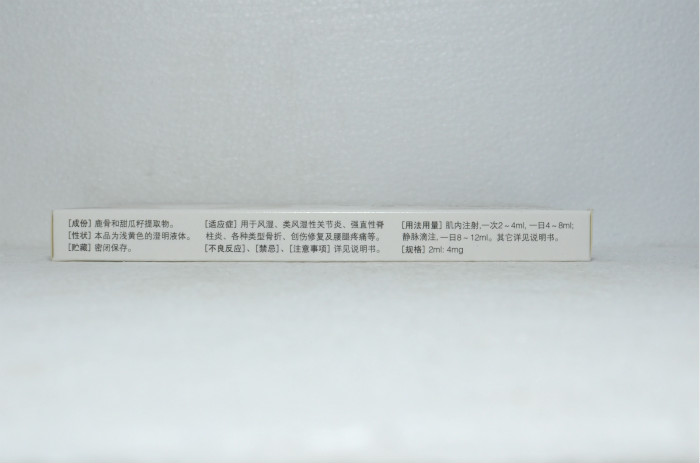 [成份] 鹿骨和甜瓜籽提取物。
[性状] 本品为浅黄色的澄明液体。
[贮藏] 密闭保存。
[适应症] 用于风湿、类风湿性关节炎、强直性脊
柱炎、各种类型骨折、创伤修复及腰腿疼痛等。
[不良反应]、[禁忌]、[注意事项] 详见说明书。
[用法用量] 肌内注射,一次2~4ml, 一日4~8ml;
静脉滴注,一日8~12ml。其它详见说明书。
[规格] 2ml: 4mg